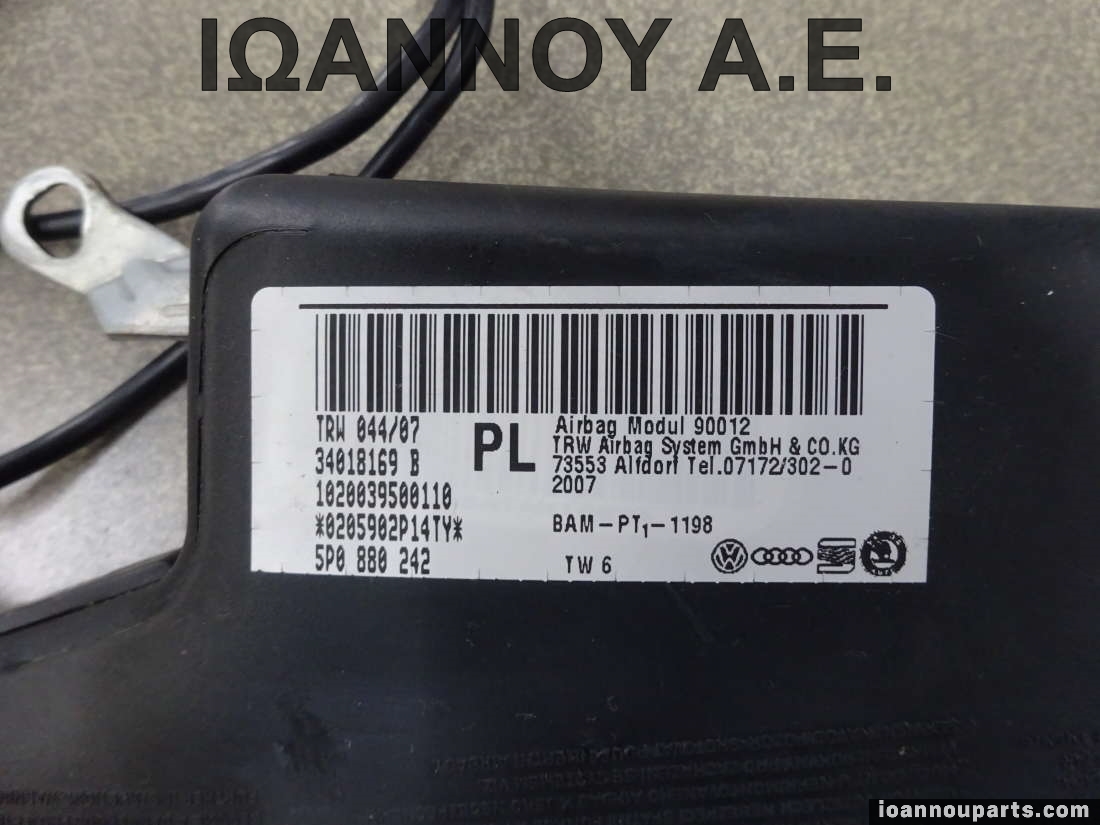 ΙΩΑΝΝΟΥ Α.Ε.
TRW 044/07
34018169 B
1020039500110
*0205902P14TY*
5P0 880 242
PL
Airbag Modul 90012
TRW Airbag System GmbH & CO.KG
73553 Alfdorf Tel.07172/302-0
2007
BAM-PT1-1198
TW 6
ioannouparts.com